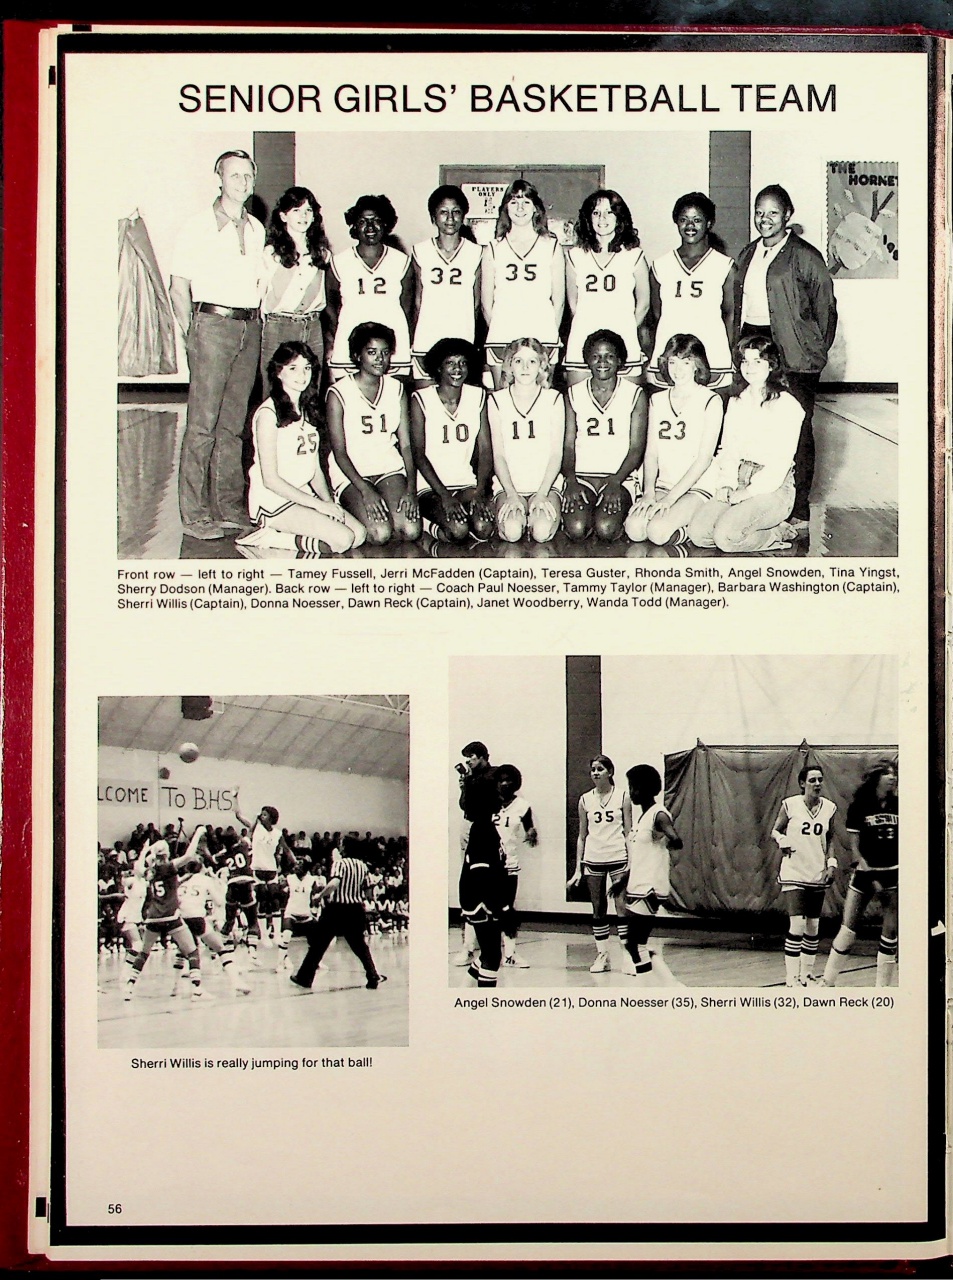 SENIOR GIRLS' BASKETBALL TEAM
PLAYERS
ONLY
THE
HORNET
12
32
35
20
15
25
51
10
11
21
23
Front row — left to right — Tamey Fussell, Jerri McFadden (Captain), Teresa Guster, Rhonda Smith, Angel Snowden, Tina Yingst,
Sherry Dodson (Manager). Back row — left to right — Coach Paul Noesser, Tammy Taylor (Manager), Barbara Washington (Captain),
Sherri Willis (Captain), Donna Noesser, Dawn Reck (Captain), Janet Woodberry, Wanda Todd (Manager).
LCOME TO B.H.S
20
21
35
20
Angel Snowden (21), Donna Noesser (35), Sherri Willis (32), Dawn Reck (20)
Sherri Willis is really jumping for that ball!
56